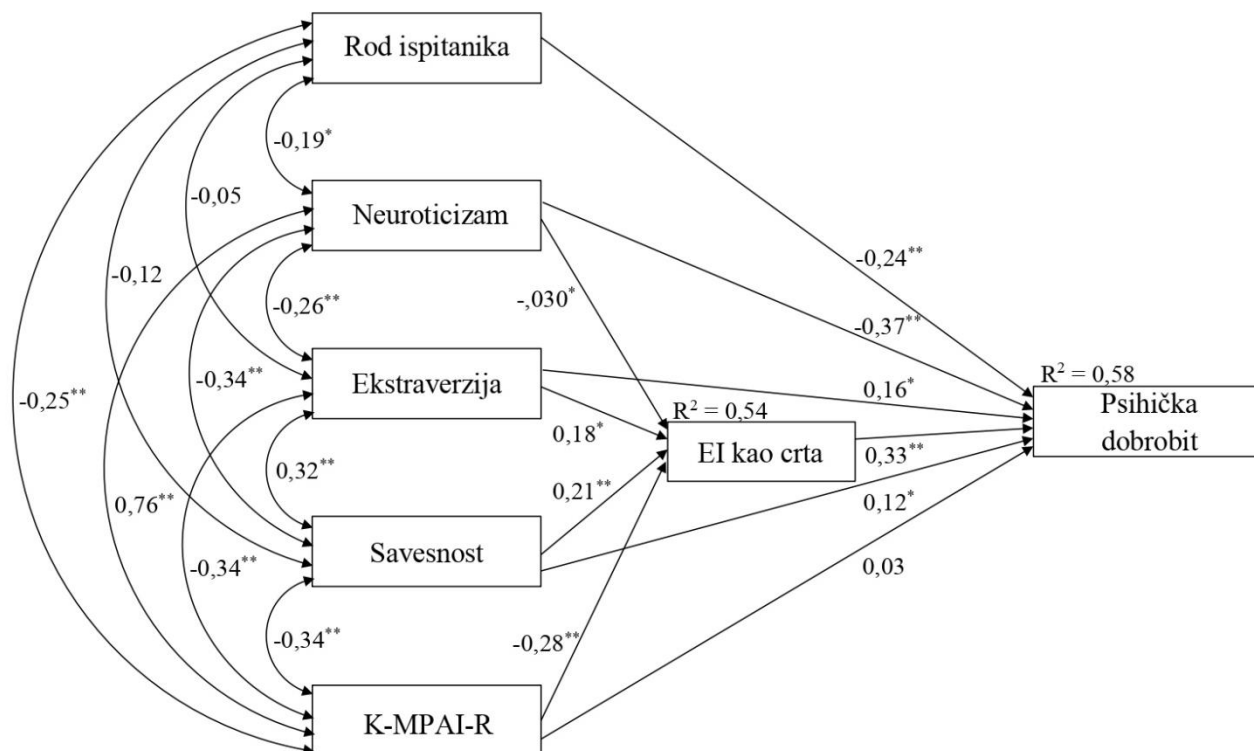 Rod ispitanika
-0,19*
-0,05
Neuroticizam
-0,24**
-0,12
-0,26**
-,030*
-0,37**
R² = 0,58
-0,25**
-0,34**
Ekstraverzija
0,16*
Psihička
dobrobit
R² = 0,54
0,18*
EI kao crta
0,33**
0,32**
0,76**
0,21**
0,12*
-0,34**
Savesnost
0,03
-0,34**
-0,28**
K-MPAI-R